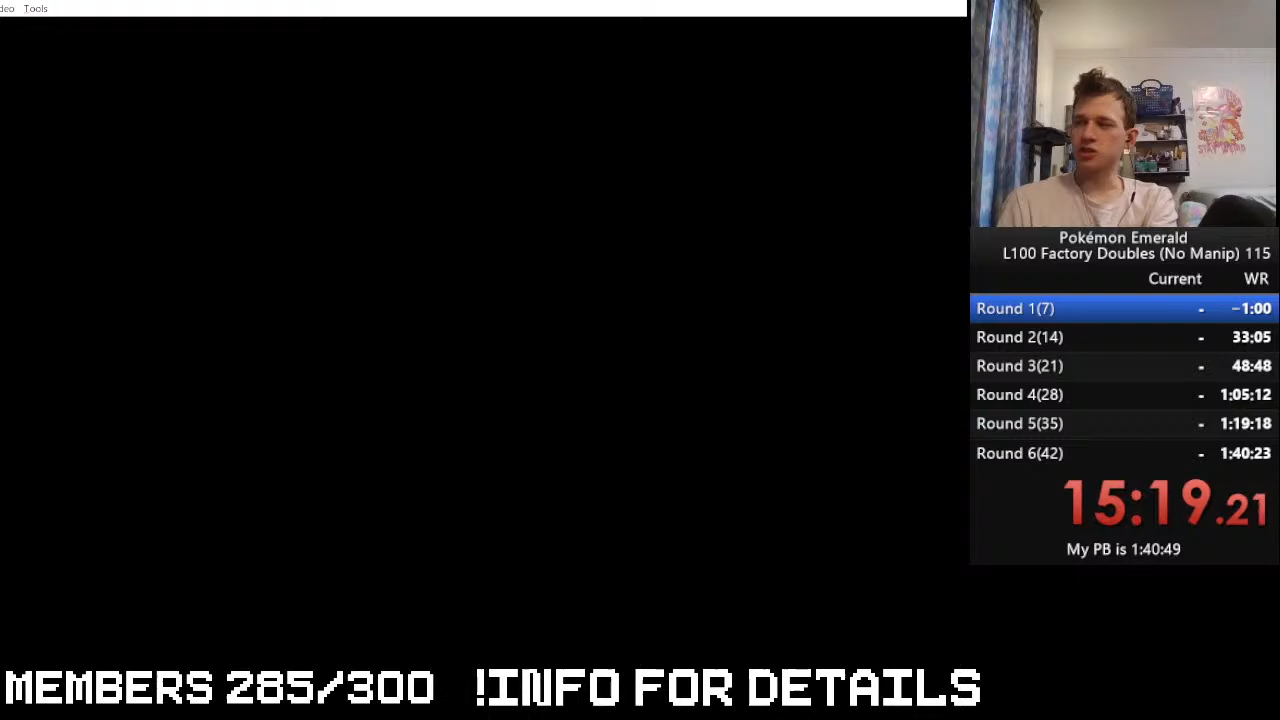 deo Tools
Pokémon Emerald
L100 Factory Doubles (No Manip) 115
Current WR
Round 1(7) - −1:00
Round 2(14) - 33:05
Round 3(21) - 48:48
Round 4(28) - 1:05:12
Round 5(35) - 1:19:18
Round 6(42) - 1:40:23
15:19.21
My PB is 1:40:49
MEMBERS 285/300 !INFO FOR DETAILS